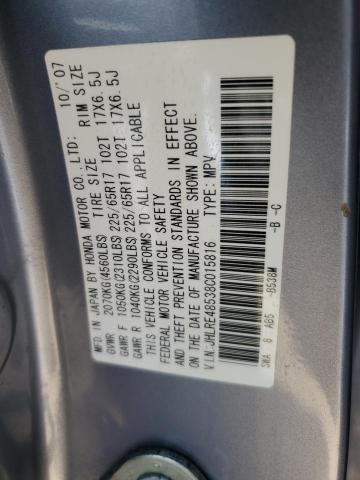 MFD. IN JAPAN BY HONDA MOTOR CO., LTD: 10/'07
TIRE SIZE RIM SIZE
GVWR 2070KG(4560LBS)
GAWR F 1050KG(2310LBS) 225/65R17 102T 17X6.5J
GAWR R 1040KG(2290LBS) 225/65R17 102T 17X6.5J
THIS VEHICLE CONFORMS TO ALL APPLICABLE
FEDERAL MOTOR VEHICLE SAFETY
AND THEFT PREVENTION STANDARDS IN EFFECT
ON THE DATE OF MANUFACTURE SHOWN ABOVE.
V.I.N:JHLRE48538C015816 TYPE: MPV
SWA 8 AB5 -B538M -B -C